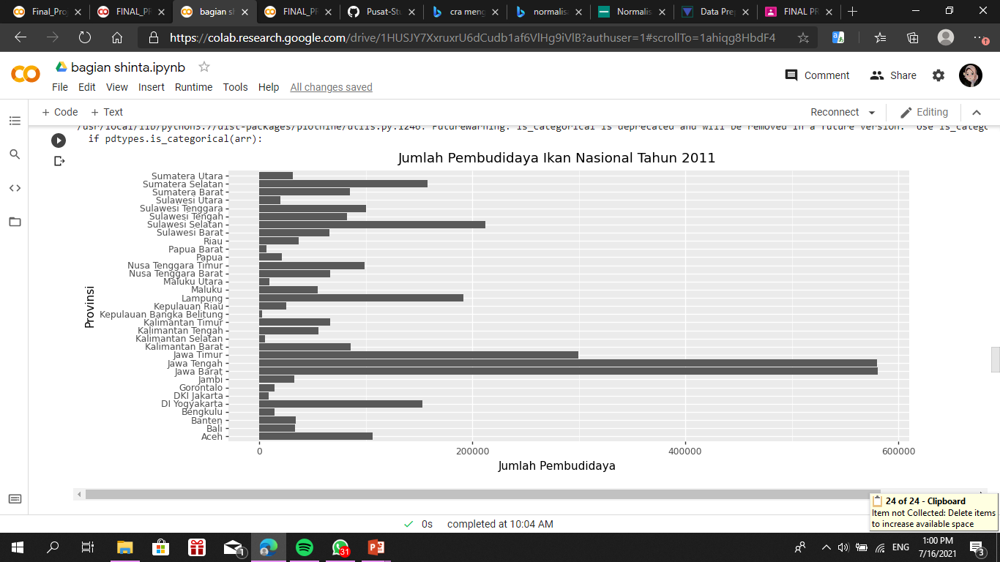 Final_Proj
FINAL_PR
bagian sh
FINAL_PR
Pusat-Stu
cra meng
normalisa
Normalis
Data Prep
FINAL PR
https://colab.research.google.com/drive/1HUSJY7XxruxrU6dCudb1af6VlHg9iVlB?authuser=1#scrollTo=1ahiqg8HbdF4
1
bagian shinta.ipynb
Comment
Share
File Edit View Insert Runtime Tools Help All changes saved
+ Code + Text
Reconnect
Editing
/usr/local/lib/python3.7/dist-packages/plotnine/utils.py:1246: FutureWarning: is_categorical is deprecated and will be removed in a future version. Use is_catego
if pdtypes.is_categorical(arr):
Jumlah Pembudidaya Ikan Nasional Tahun 2011
Provinsi
Sumatera Utara
Sumatera Selatan
Sumatera Barat
Sulawesi Utara
Sulawesi Tenggara
Sulawesi Tengah
Sulawesi Selatan
Sulawesi Barat
Riau
Papua Barat
Papua
Nusa Tenggara Timur
Nusa Tenggara Barat
Maluku Utara
Maluku
Lampung
Kepulauan Riau
Kepulauan Bangka Belitung
Kalimantan Timur
Kalimantan Tengah
Kalimantan Selatan
Kalimantan Barat
Jawa Timur
Jawa Tengah
Jawa Barat
Jambi
Gorontalo
DKI Jakarta
DI Yogyakarta
Bengkulu
Banten
Bali
Aceh
0 200000 400000 600000
Jumlah Pembudidaya
24 of 24 - Clipboard
Item not Collected: Delete items
to increase available space
0s completed at 10:04 AM
1
31
ENG
1:00 PM
7/16/2021
3